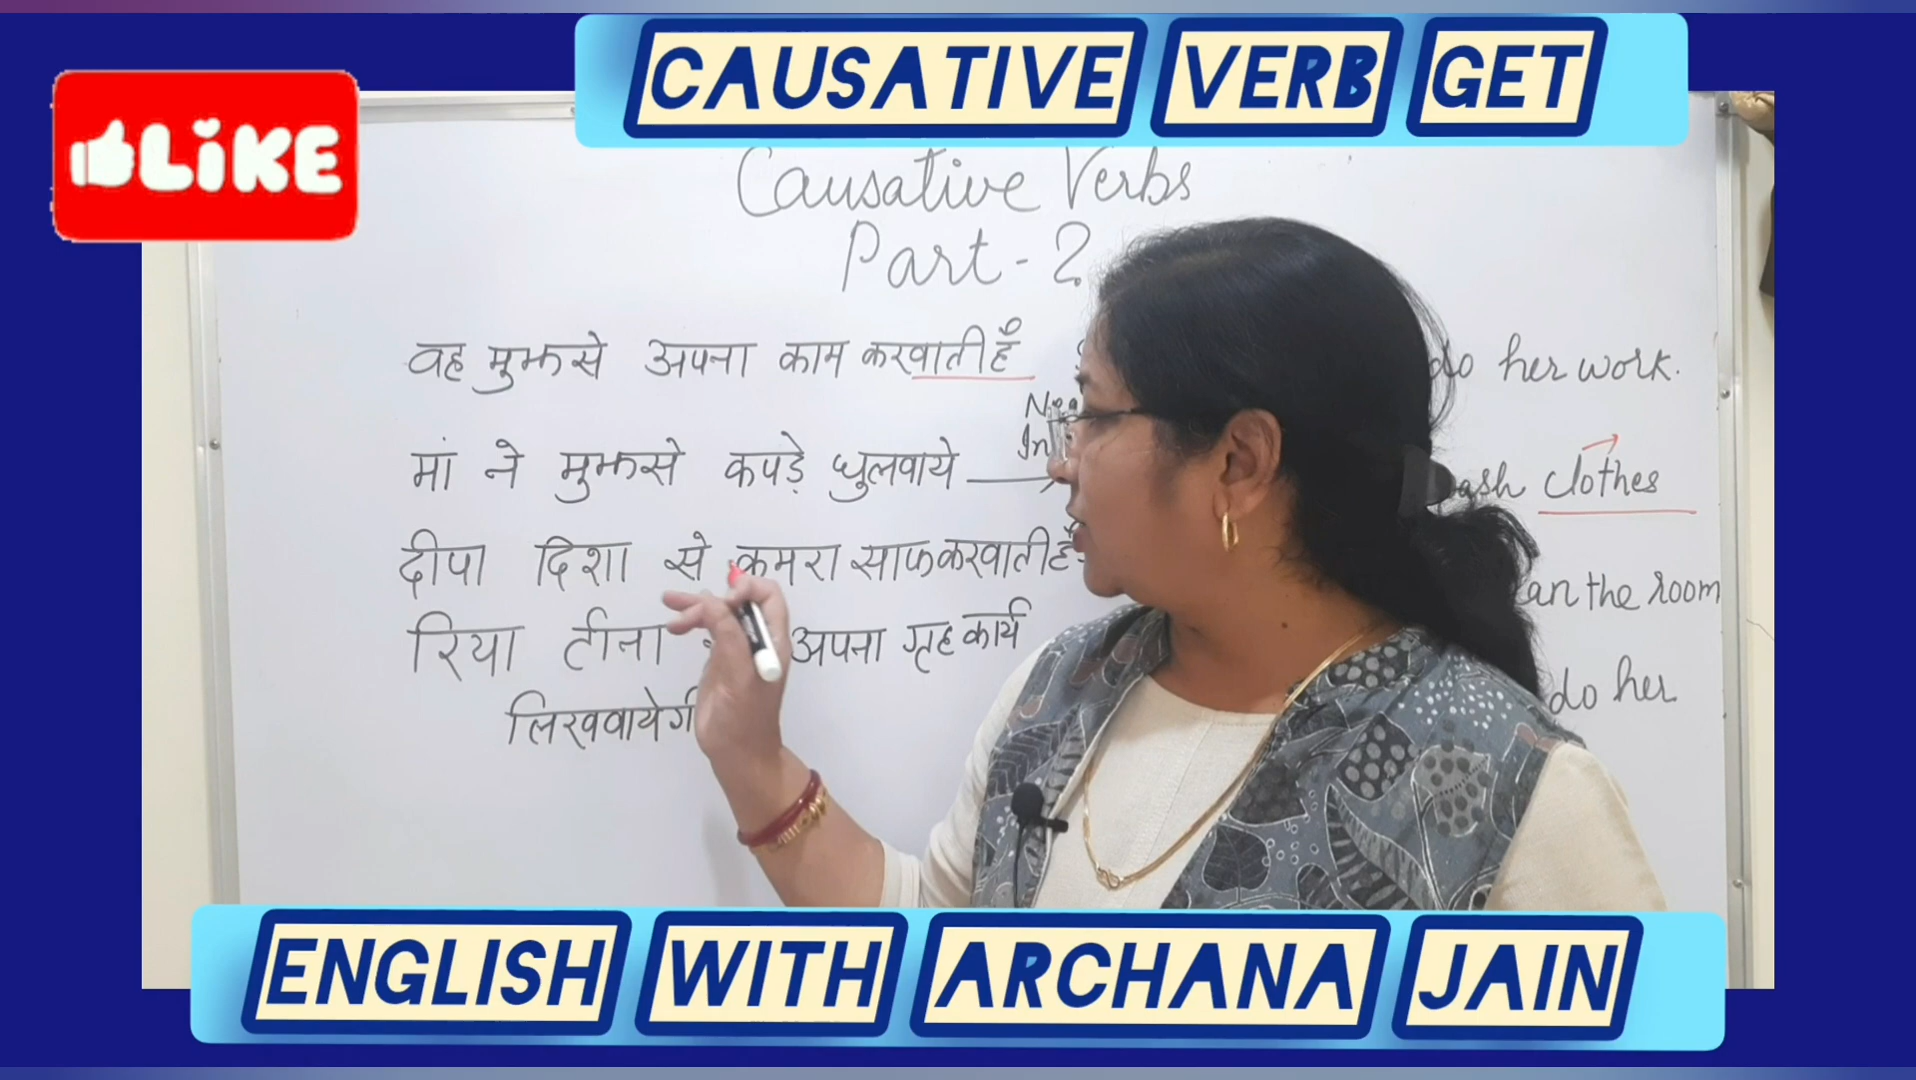 CAUSATIVE VERB GET
LiKE
Causative Verbs
Part - 2
वह मुझसे अपना काम करवाती है
do her work.
मां ने मुझसे कपड़े धुलवाये
clothes
दीपा दिशा से कमरा साफ करवाती है
the room
रिया टीना अपना गृहकार्य
do her
लिखवायेगी
ENGLISH WITH ARCHANA JAIN